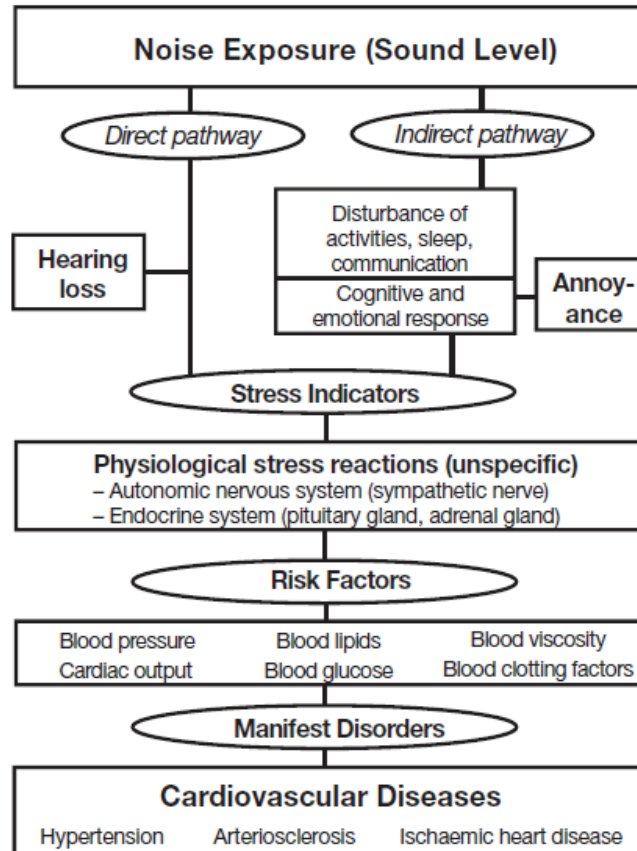 Noise Exposure (Sound Level)
Direct pathway
Indirect pathway
Disturbance of
activities, sleep,
communication
Hearing
loss
Cognitive and
emotional response
Annoy-
ance
Stress Indicators
Physiological stress reactions (unspecific)
– Autonomic nervous system (sympathetic nerve)
– Endocrine system (pituitary gland, adrenal gland)
Risk Factors
Blood pressure Blood lipids Blood viscosity
Cardiac output Blood glucose Blood clotting factors
Manifest Disorders
Cardiovascular Diseases
Hypertension Arteriosclerosis Ischaemic heart disease